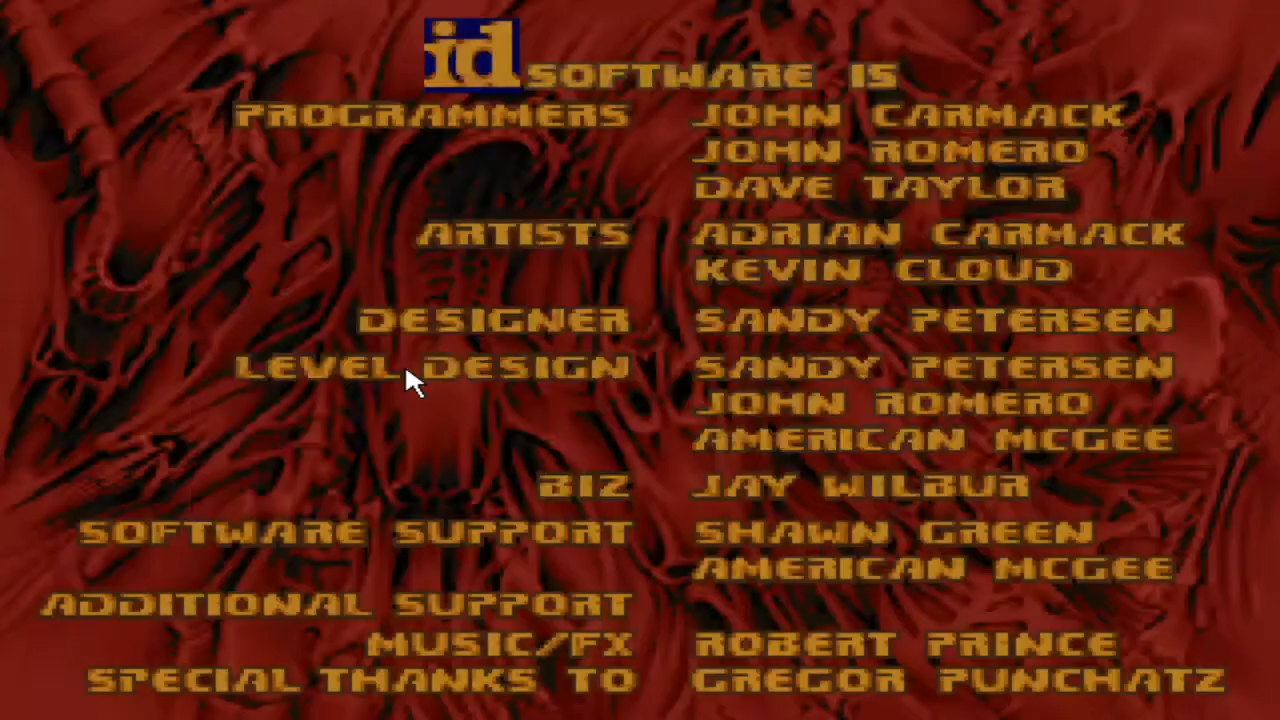 id SOFTWARE IS
PROGRAMMERS JOHN CARMACK
JOHN ROMERO
DAVE TAYLOR
ARTISTS ADRIAN CARMACK
KEVIN CLOUD
DESIGNER SANDY PETERSEN
LEVEL DESIGN SANDY PETERSEN
JOHN ROMERO
AMERICAN MCGEE
BIZ JAY WILBUR
SOFTWARE SUPPORT SHAWN GREEN
AMERICAN MCGEE
ADDITIONAL SUPPORT
MUSIC/FX ROBERT PRINCE
SPECIAL THANKS TO GREGOR PUNCHATZ